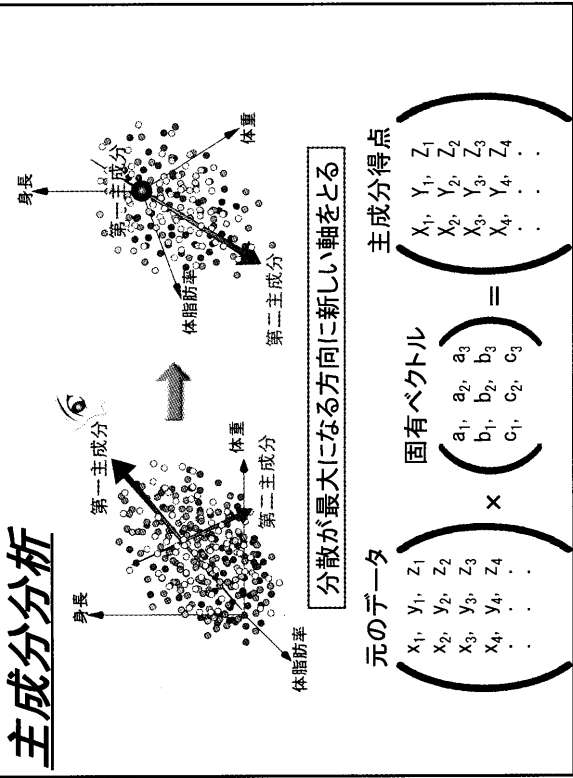 主成分分析
身長
第一主成分
体重
第二主成分
体脂肪率
身長
第一主成分
体重
体脂肪率
第二主成分
分散が最大になる方向に新しい軸をとる
元のデータ
x₁, y₁, z₁
x₂, y₂, z₂
x₃, y₃, z₃
x₄, y₄, z₄
. . .
×
固有ベクトル
a₁, a₂, a₃
b₁, b₂, b₃
c₁, c₂, c₃
=
主成分得点
X₁, Y₁, Z₁
X₂, Y₂, Z₂
X₃, Y₃, Z₃
X₄, Y₄, Z₄
. . .